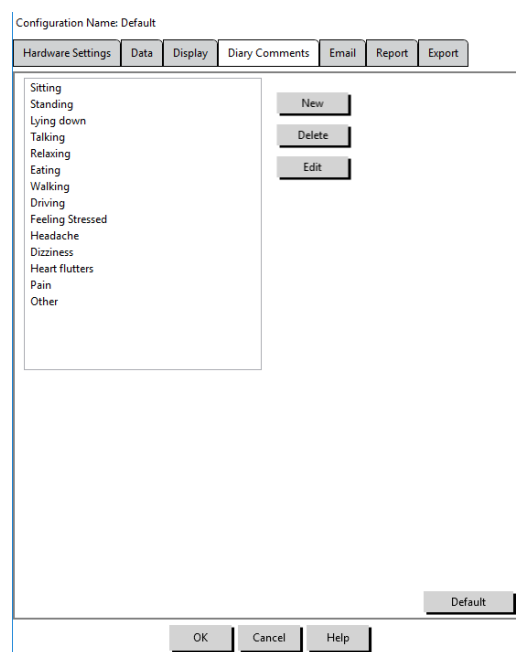 Configuration Name: Default
Hardware Settings Data Display Diary Comments Email Report Export
Sitting
Standing
Lying down
Talking
Relaxing
Eating
Walking
Driving
Feeling Stressed
Headache
Dizziness
Heart flutters
Pain
Other
New
Delete
Edit
Default
OK Cancel Help